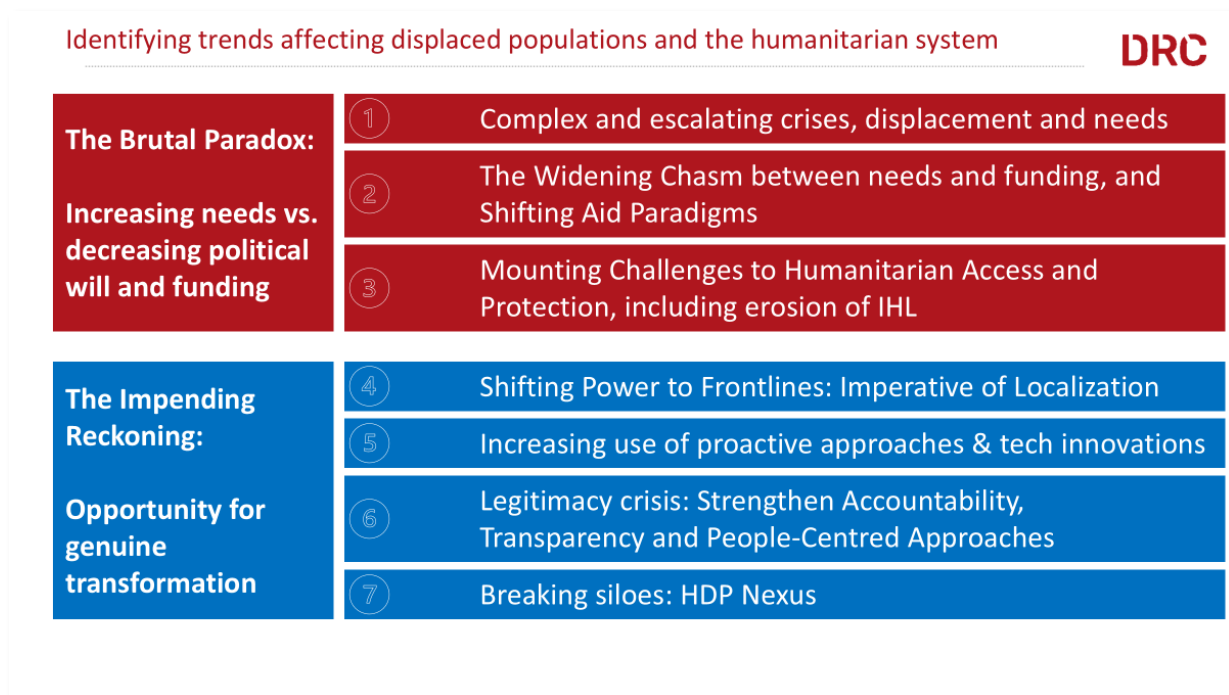 Identifying trends affecting displaced populations and the humanitarian system
DRC
The Brutal Paradox:
Increasing needs vs.
decreasing political
will and funding
1
Complex and escalating crises, displacement and needs
2
The Widening Chasm between needs and funding, and
Shifting Aid Paradigms
3
Mounting Challenges to Humanitarian Access and
Protection, including erosion of IHL
The Impending
Reckoning:
Opportunity for
genuine
transformation
4
Shifting Power to Frontlines: Imperative of Localization
5
Increasing use of proactive approaches & tech innovations
6
Legitimacy crisis: Strengthen Accountability,
Transparency and People-Centred Approaches
7
Breaking siloes: HDP Nexus